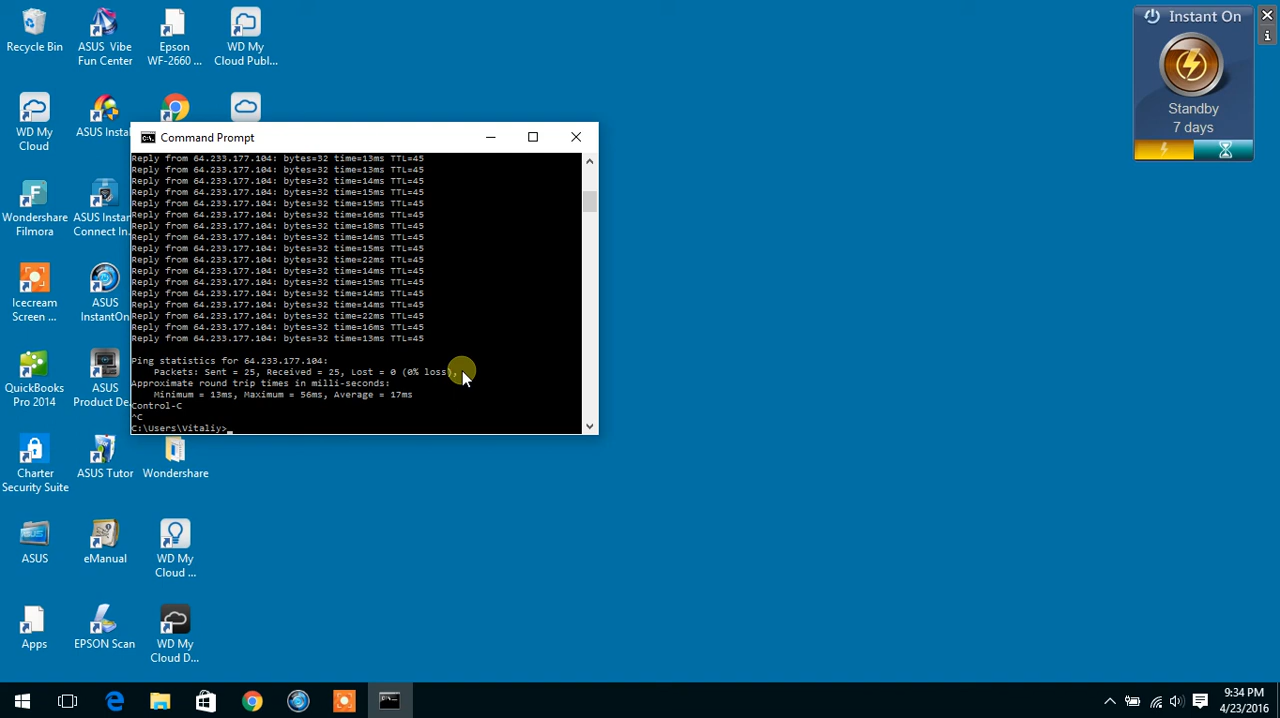 Recycle Bin
ASUS Vibe
Fun Center
Epson
WF-2660 ...
WD My
Cloud Publ...
WD My
Cloud
ASUS Instal
Wondershare
Filmora
ASUS Instan
Connect In...
Icecream
Screen ...
ASUS
InstantOn
QuickBooks
Pro 2014
ASUS
Product De
Charter
Security Suite
ASUS Tutor
Wondershare
ASUS
eManual
WD My
Cloud ...
Apps
EPSON Scan
WD My
Cloud D...
Command Prompt
Reply from 64.233.177.104: bytes=32 time=13ms TTL=45
Reply from 64.233.177.104: bytes=32 time=13ms TTL=45
Reply from 64.233.177.104: bytes=32 time=14ms TTL=45
Reply from 64.233.177.104: bytes=32 time=15ms TTL=45
Reply from 64.233.177.104: bytes=32 time=15ms TTL=45
Reply from 64.233.177.104: bytes=32 time=16ms TTL=45
Reply from 64.233.177.104: bytes=32 time=18ms TTL=45
Reply from 64.233.177.104: bytes=32 time=14ms TTL=45
Reply from 64.233.177.104: bytes=32 time=15ms TTL=45
Reply from 64.233.177.104: bytes=32 time=22ms TTL=45
Reply from 64.233.177.104: bytes=32 time=14ms TTL=45
Reply from 64.233.177.104: bytes=32 time=15ms TTL=45
Reply from 64.233.177.104: bytes=32 time=14ms TTL=45
Reply from 64.233.177.104: bytes=32 time=14ms TTL=45
Reply from 64.233.177.104: bytes=32 time=22ms TTL=45
Reply from 64.233.177.104: bytes=32 time=16ms TTL=45
Reply from 64.233.177.104: bytes=32 time=13ms TTL=45
Ping statistics for 64.233.177.104:
Packets: Sent = 25, Received = 25, Lost = 0 (0% loss),
Approximate round trip times in milli-seconds:
Minimum = 13ms, Maximum = 56ms, Average = 17ms
Control-C
^C
C:\Users\Vitaliy>_
Instant On
Standby
7 days
9:34 PM
4/23/2016